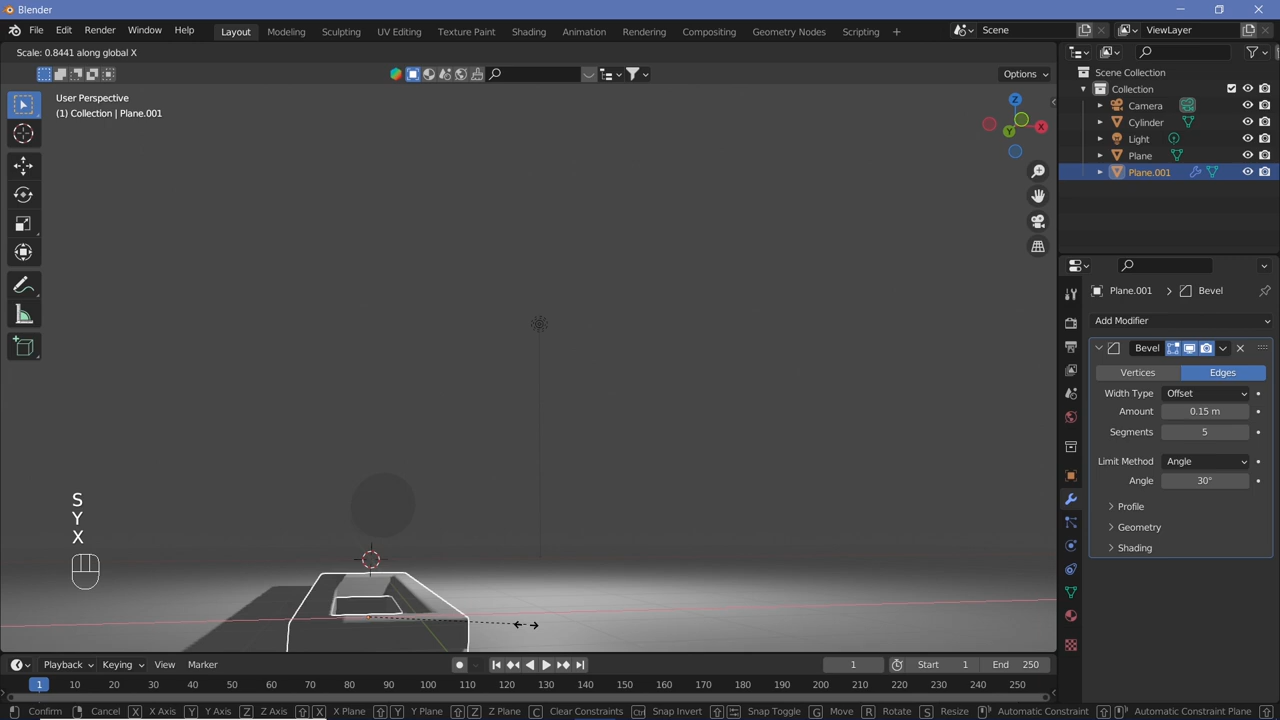 Blender
File Edit Render Window Help Layout Modeling Sculpting UV Editing Texture Paint Shading Animation Rendering Compositing Geometry Nodes Scripting + Scene ViewLayer
Scale: 0.8441 along global X
Options
User Perspective
(1) Collection | Plane.001
Z
X
Y
S
Y
X
Scene Collection
Collection
Camera
Cylinder
Light
Plane
Plane.001
Plane.001 > Bevel
Add Modifier
Bevel
Vertices Edges
Width Type Offset
Amount 0.15 m
Segments 5
Limit Method Angle
Angle 30°
Profile
Geometry
Shading
Playback Keying View Marker 1 Start 1 End 250
1 10 20 30 40 50 60 70 80 90 100 110 120 130 140 150 160 170 180 190 200 210 220 230 240 250
Confirm Cancel X X Axis Y Y Axis Z Z Axis X X Plane Y Y Plane Z Z Plane C Clear Constraints Ctrl Snap Invert Snap Toggle G Move R Rotate S Resize Automatic Constraint Automatic Constraint Plane